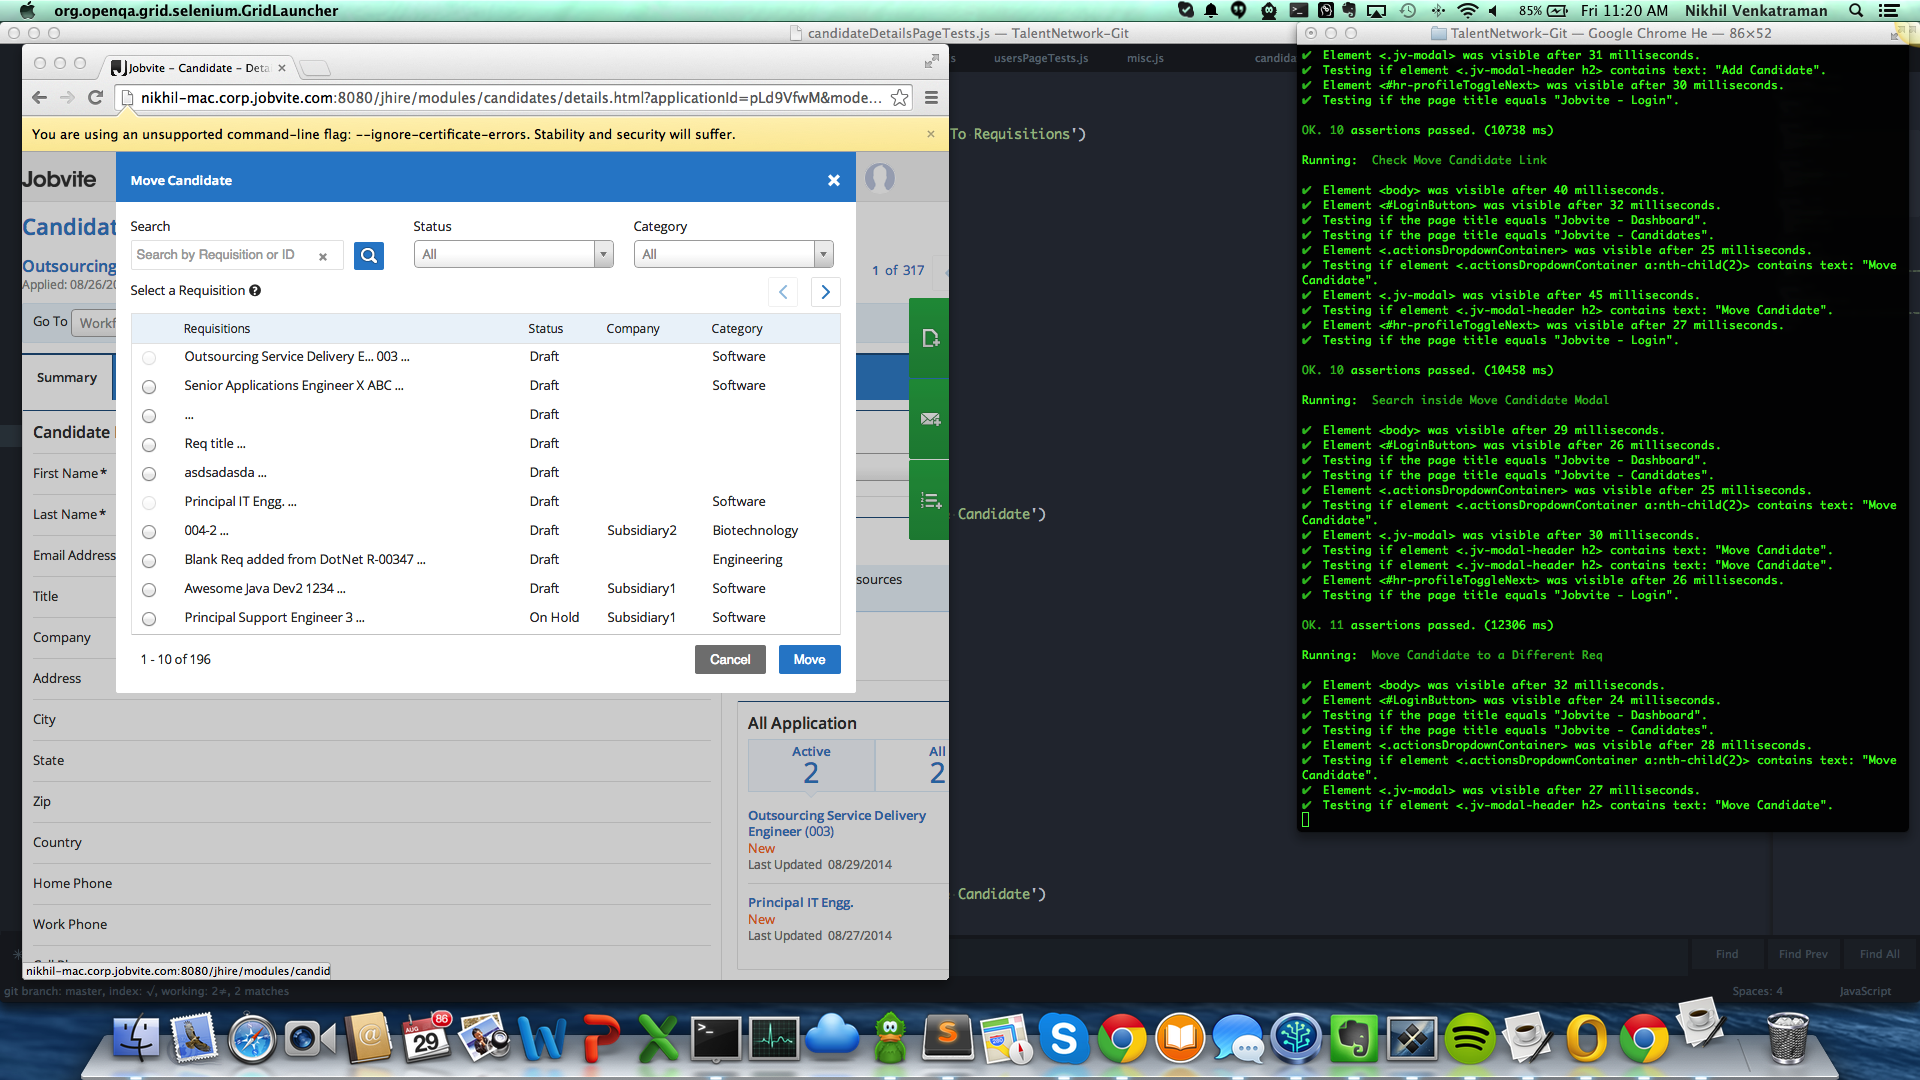 org.openqa.grid.selenium.GridLauncher
85%
Fri 11:20 AM
Nikhil Venkatraman
candidateDetailsPageTests.js — TalentNetwork-Git
usersPageTests.js
misc.js
Jobvite – Candidate – Deta
nikhil-mac.corp.jobvite.com:8080/jhire/modules/candidates/details.html?applicationId=pLd9VfwM&mode...
You are using an unsupported command-line flag: --ignore-certificate-errors. Stability and security will suffer.
Jobvite
Candidat
Outsourcing
Applied: 08/26/20
1 of 317
Go To
Workf
Summary
Candidate
First Name*
Last Name*
Email Address
Title
Company
Address
City
State
Zip
Country
Home Phone
Work Phone
Move Candidate
Search
Status
Category
Search by Requisition or ID
All
All
Select a Requisition
Requisitions Status Company Category
Outsourcing Service Delivery E... 003 ... Draft Software
Senior Applications Engineer X ABC ... Draft Software
... Draft
Req title ... Draft
asdsadasda ... Draft
Principal IT Engg. ... Draft Software
004-2 ... Draft Subsidiary2 Biotechnology
Blank Req added from DotNet R-00347 ... Draft Engineering
Awesome Java Dev2 1234 ... Draft Subsidiary1 Software
Principal Support Engineer 3 ... On Hold Subsidiary1 Software
1 - 10 of 196
Cancel
Move
sources
All Application
Active
2
All
2
Outsourcing Service Delivery
Engineer (003)
New
Last Updated 08/29/2014
Principal IT Engg.
New
Last Updated 08/27/2014
nikhil-mac.corp.jobvite.com:8080/jhire/modules/candid
To Requisitions')
Candidate')
Candidate')
git branch: master, index: √, working: 2≠, 2 matches
Find
Find Prev
Find All
Spaces: 4
JavaScript
TalentNetwork-Git — Google Chrome He — 86×52
✔ Element <.jv-modal> was visible after 31 milliseconds.
✔ Testing if element <.jv-modal-header h2> contains text: "Add Candidate".
✔ Element <#hr-profileToggleNext> was visible after 30 milliseconds.
✔ Testing if the page title equals "Jobvite - Login".
OK. 10 assertions passed. (10738 ms)
Running: Check Move Candidate Link
✔ Element <body> was visible after 40 milliseconds.
✔ Element <#LoginButton> was visible after 32 milliseconds.
✔ Testing if the page title equals "Jobvite - Dashboard".
✔ Testing if the page title equals "Jobvite - Candidates".
✔ Element <.actionsDropdownContainer> was visible after 25 milliseconds.
✔ Testing if element <.actionsDropdownContainer a:nth-child(2)> contains text: "Move
Candidate".
✔ Element <.jv-modal> was visible after 45 milliseconds.
✔ Testing if element <.jv-modal-header h2> contains text: "Move Candidate".
✔ Element <#hr-profileToggleNext> was visible after 27 milliseconds.
✔ Testing if the page title equals "Jobvite - Login".
OK. 10 assertions passed. (10458 ms)
Running: Search inside Move Candidate Modal
✔ Element <body> was visible after 29 milliseconds.
✔ Element <#LoginButton> was visible after 26 milliseconds.
✔ Testing if the page title equals "Jobvite - Dashboard".
✔ Testing if the page title equals "Jobvite - Candidates".
✔ Element <.actionsDropdownContainer> was visible after 25 milliseconds.
✔ Testing if element <.actionsDropdownContainer a:nth-child(2)> contains text: "Move
Candidate".
✔ Element <.jv-modal> was visible after 30 milliseconds.
✔ Testing if element <.jv-modal-header h2> contains text: "Move Candidate".
✔ Testing if element <.jv-modal-header h2> contains text: "Move Candidate".
✔ Element <#hr-profileToggleNext> was visible after 26 milliseconds.
✔ Testing if the page title equals "Jobvite - Login".
OK. 11 assertions passed. (12306 ms)
Running: Move Candidate to a Different Req
✔ Element <body> was visible after 32 milliseconds.
✔ Element <#LoginButton> was visible after 24 milliseconds.
✔ Testing if the page title equals "Jobvite - Dashboard".
✔ Testing if the page title equals "Jobvite - Candidates".
✔ Element <.actionsDropdownContainer> was visible after 28 milliseconds.
✔ Testing if element <.actionsDropdownContainer a:nth-child(2)> contains text: "Move
Candidate".
✔ Element <.jv-modal> was visible after 27 milliseconds.
✔ Testing if element <.jv-modal-header h2> contains text: "Move Candidate".
AUG
29
86